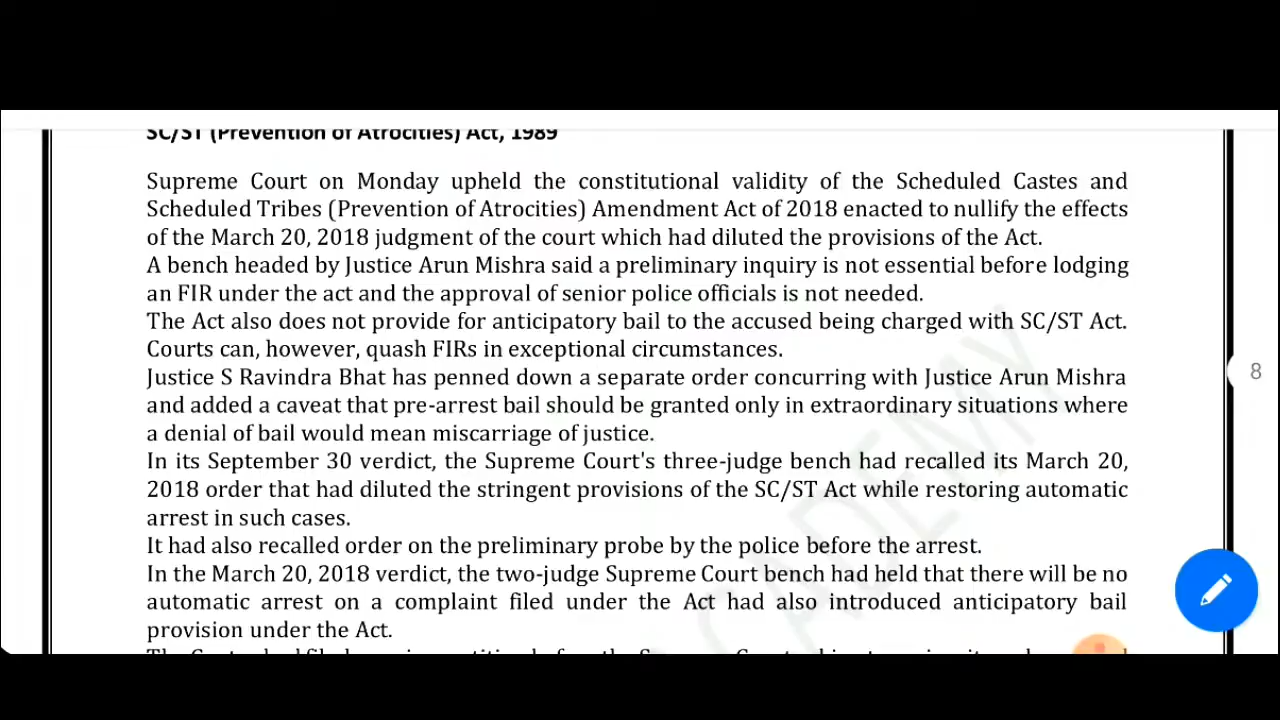 SC/ST (Prevention of Atrocities) Act, 1989
Supreme Court on Monday upheld the constitutional validity of the Scheduled Castes and
Scheduled Tribes (Prevention of Atrocities) Amendment Act of 2018 enacted to nullify the effects
of the March 20, 2018 judgment of the court which had diluted the provisions of the Act.
A bench headed by Justice Arun Mishra said a preliminary inquiry is not essential before lodging
an FIR under the act and the approval of senior police officials is not needed.
The Act also does not provide for anticipatory bail to the accused being charged with SC/ST Act.
Courts can, however, quash FIRs in exceptional circumstances.
Justice S Ravindra Bhat has penned down a separate order concurring with Justice Arun Mishra
and added a caveat that pre-arrest bail should be granted only in extraordinary situations where
a denial of bail would mean miscarriage of justice.
In its September 30 verdict, the Supreme Court's three-judge bench had recalled its March 20,
2018 order that had diluted the stringent provisions of the SC/ST Act while restoring automatic
arrest in such cases.
It had also recalled order on the preliminary probe by the police before the arrest.
In the March 20, 2018 verdict, the two-judge Supreme Court bench had held that there will be no
automatic arrest on a complaint filed under the Act had also introduced anticipatory bail
provision under the Act.
8
ACADEMY